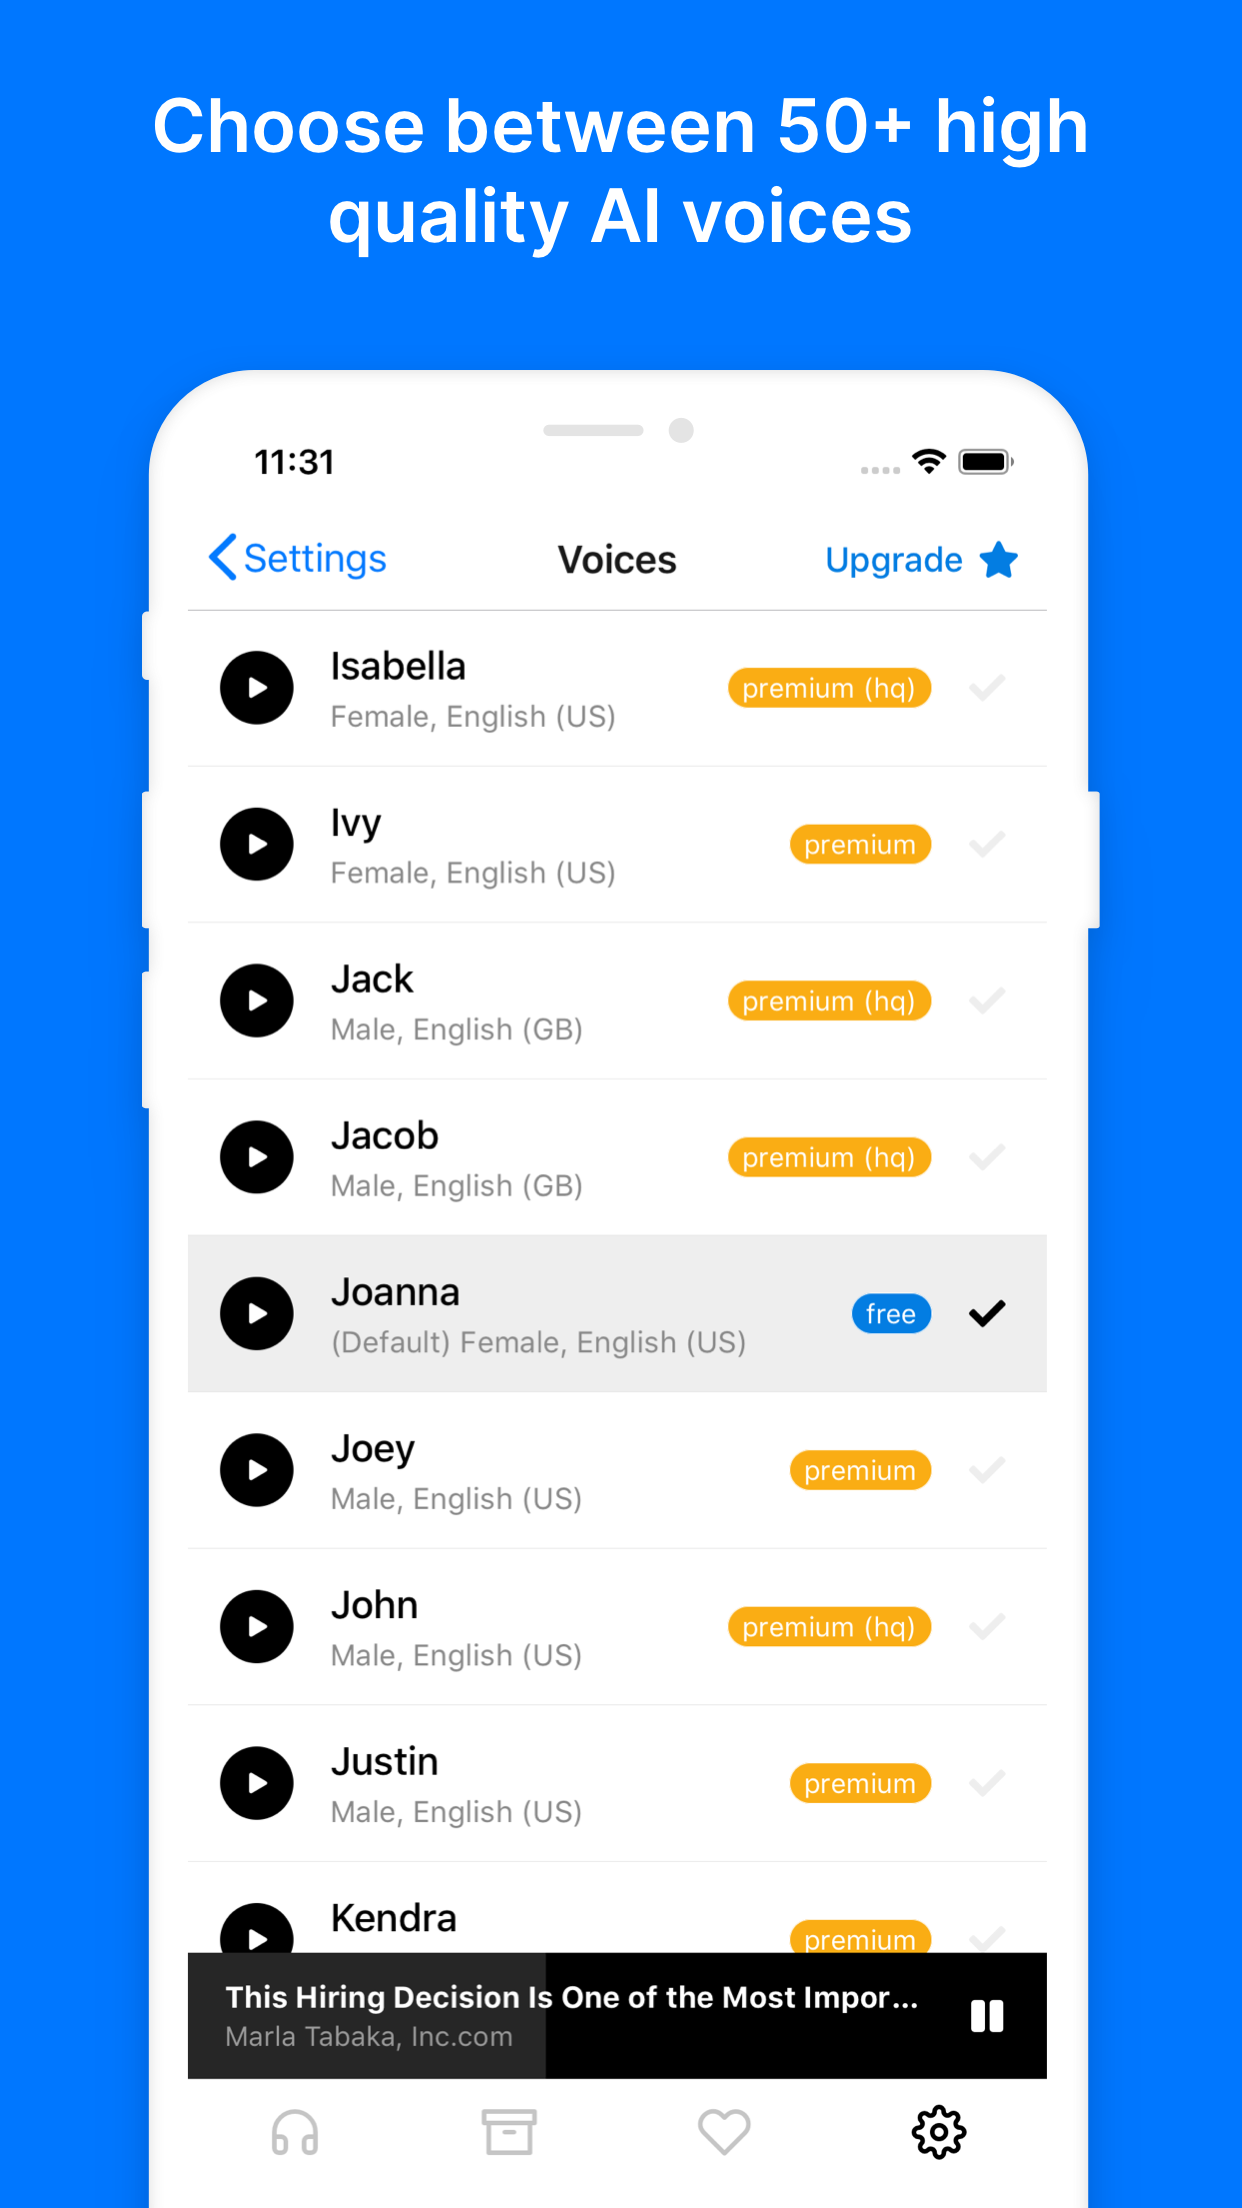 Choose between 50+ high
quality AI voices
11:31
Settings
Voices
Upgrade
Isabella
premium (hq)
Female, English (US)
Ivy
premium
Female, English (US)
Jack
premium (hq)
Male, English (GB)
Jacob
premium (hq)
Male, English (GB)
Joanna
free
(Default) Female, English (US)
Joey
premium
Male, English (US)
John
premium (hq)
Male, English (US)
Justin
premium
Male, English (US)
Kendra
premium
This Hiring Decision Is One of the Most Impor...
Marla Tabaka, Inc.com